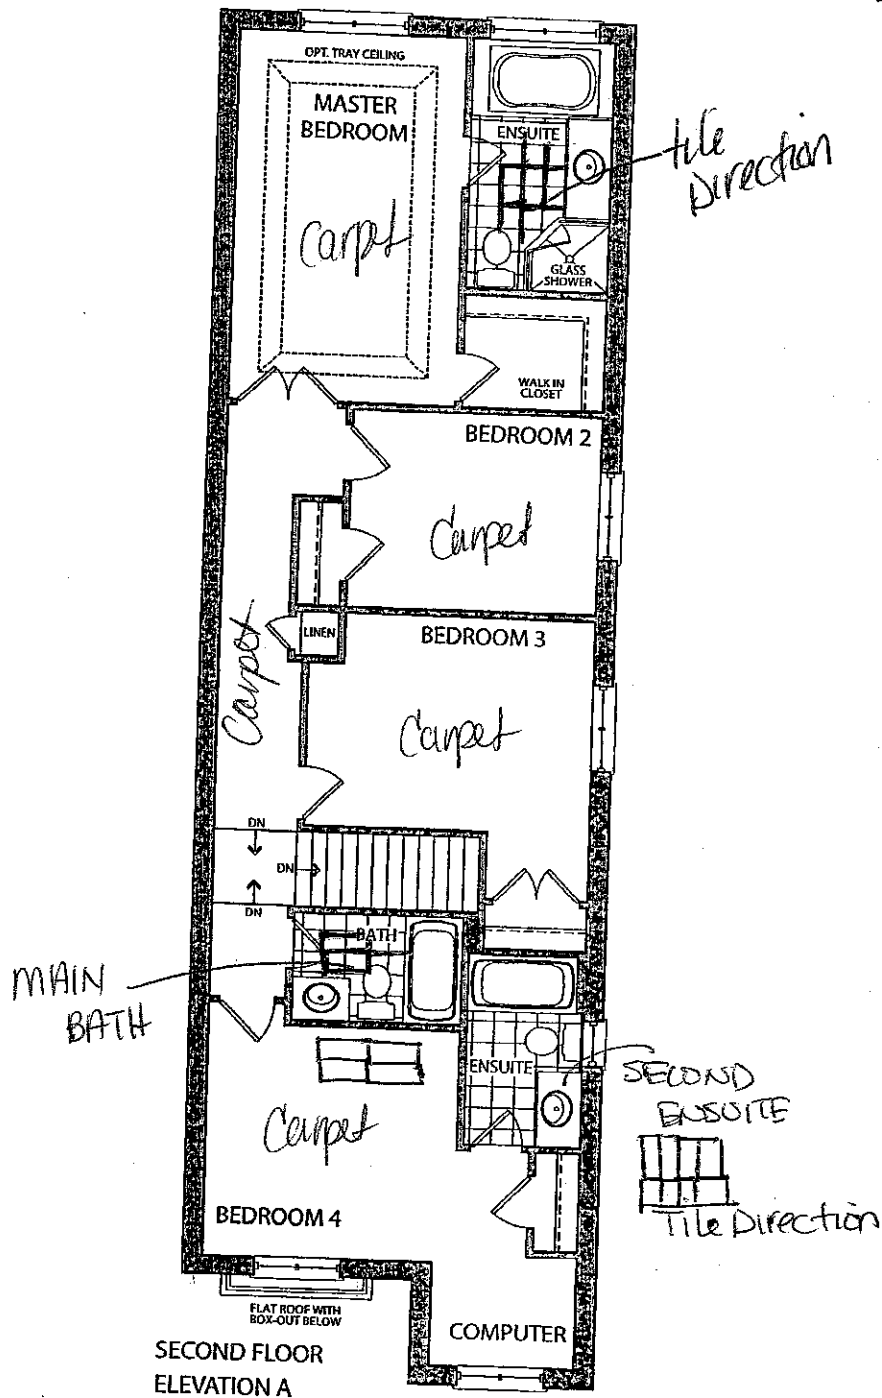 OPT. TRAY CEILING
MASTER
BEDROOM
Carpet
ENSUITE
tile
Direction
GLASS
SHOWER
WALK IN
CLOSET
BEDROOM 2
Carpet
LINEN
Carpet
BEDROOM 3
Carpet
DN
DN
DN
BATH
MAIN
BATH
ENSUITE
SECOND
ENSUITE
Tile Direction
Carpet
BEDROOM 4
FLAT ROOF WITH
BOX-OUT BELOW
COMPUTER
SECOND FLOOR
ELEVATION A